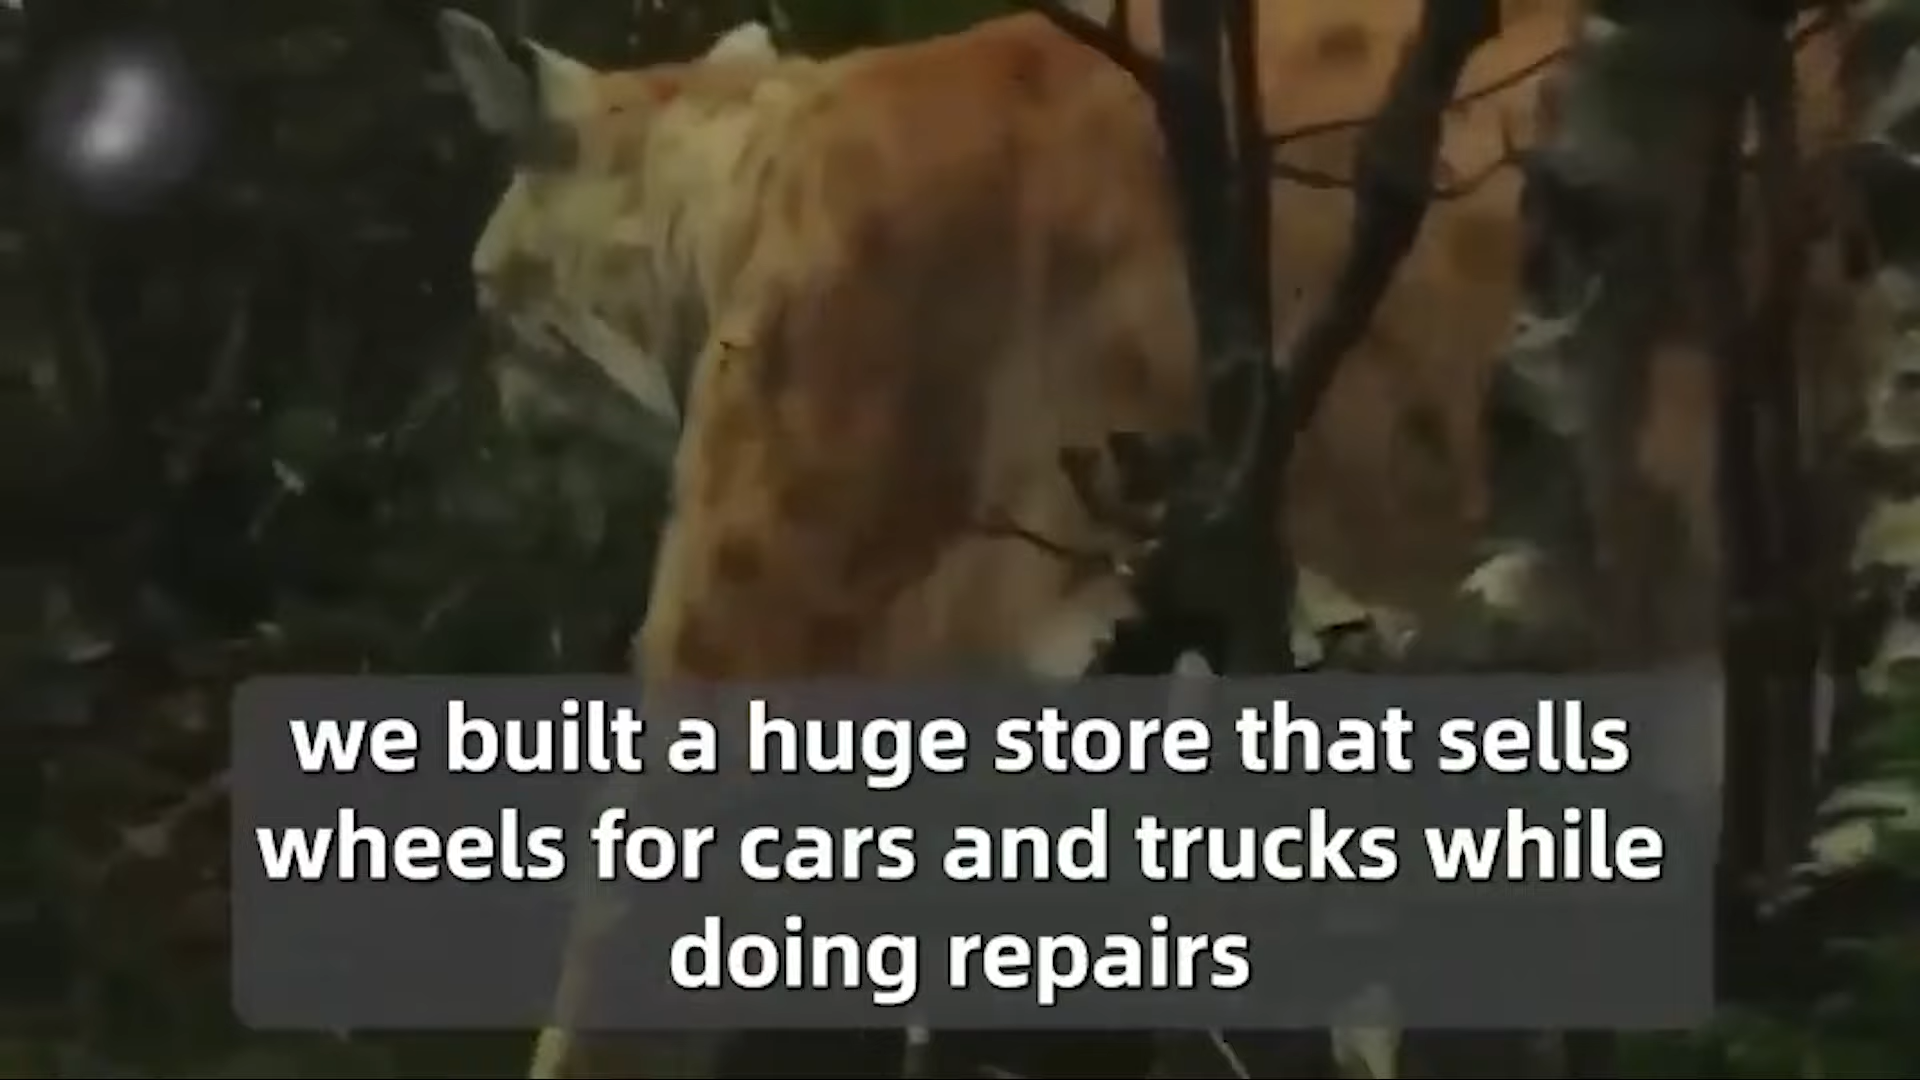 we built a huge store that sells
wheels for cars and trucks while
doing repairs